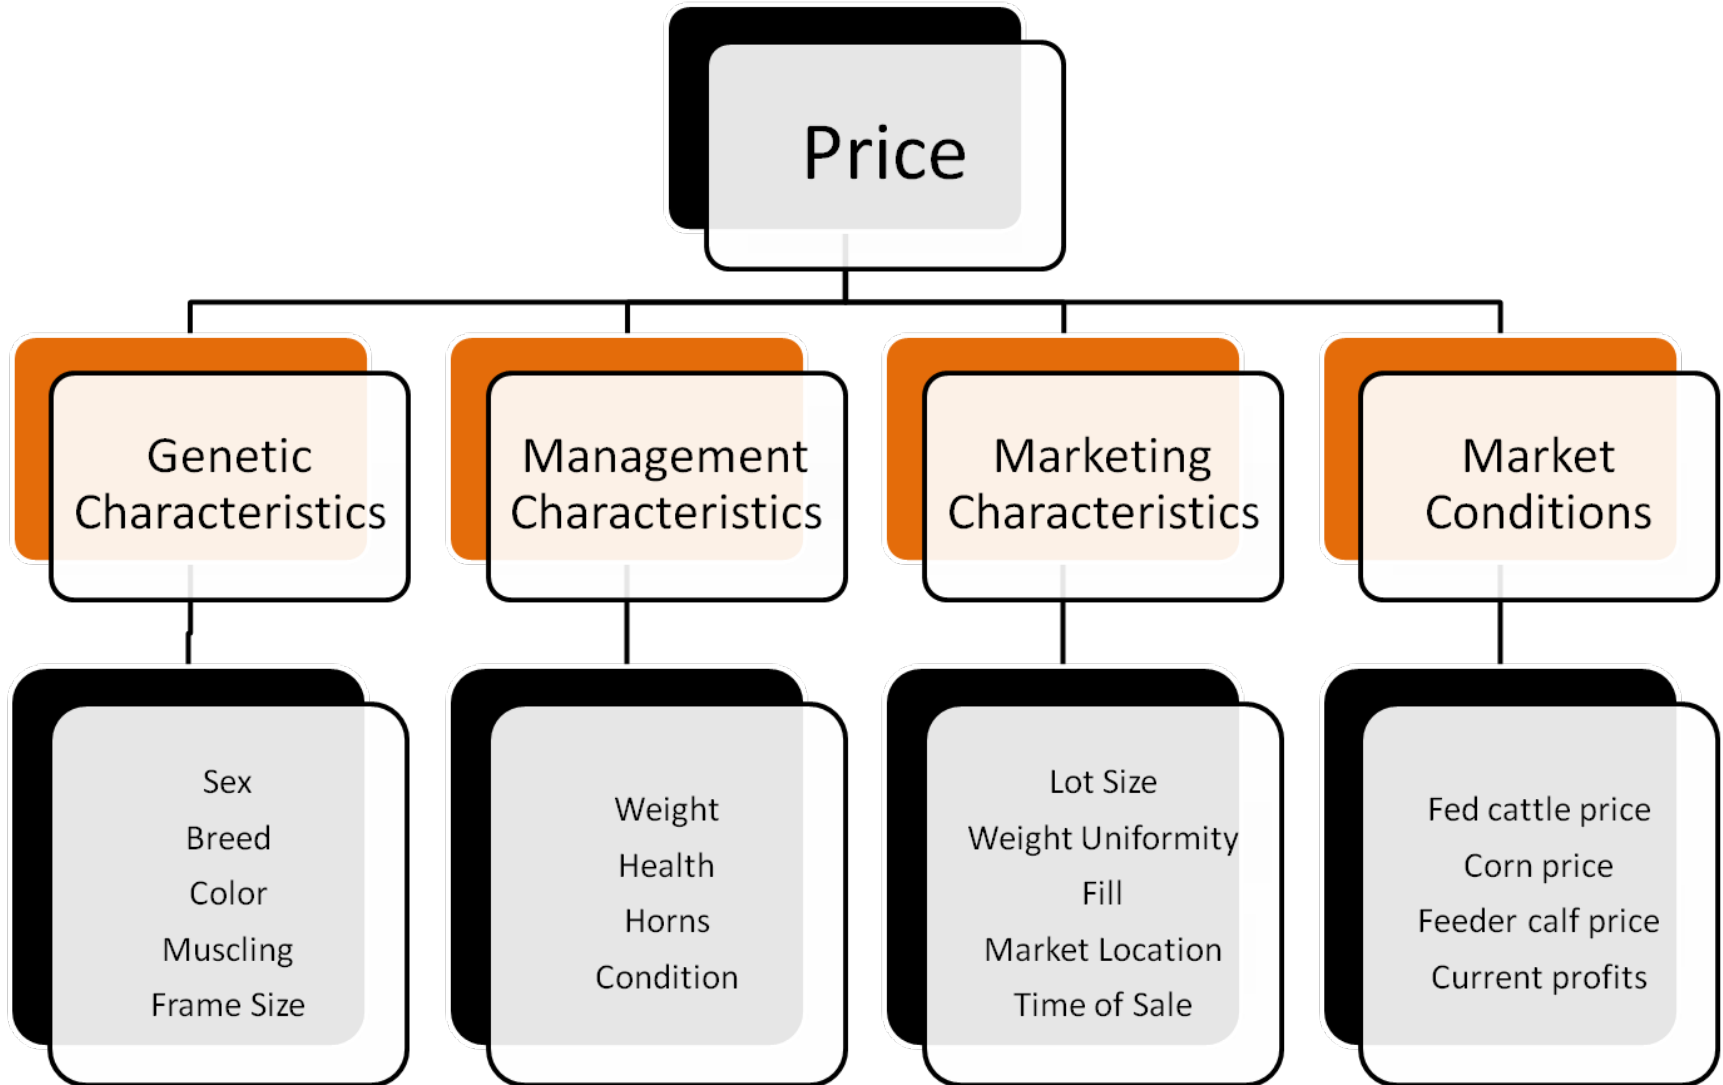 Price
Genetic
Characteristics
Management
Characteristics
Marketing
Characteristics
Market
Conditions
Sex
Breed
Color
Muscling
Frame Size
Weight
Health
Horns
Condition
Lot Size
Weight Uniformity
Fill
Market Location
Time of Sale
Fed cattle price
Corn price
Feeder calf price
Current profits